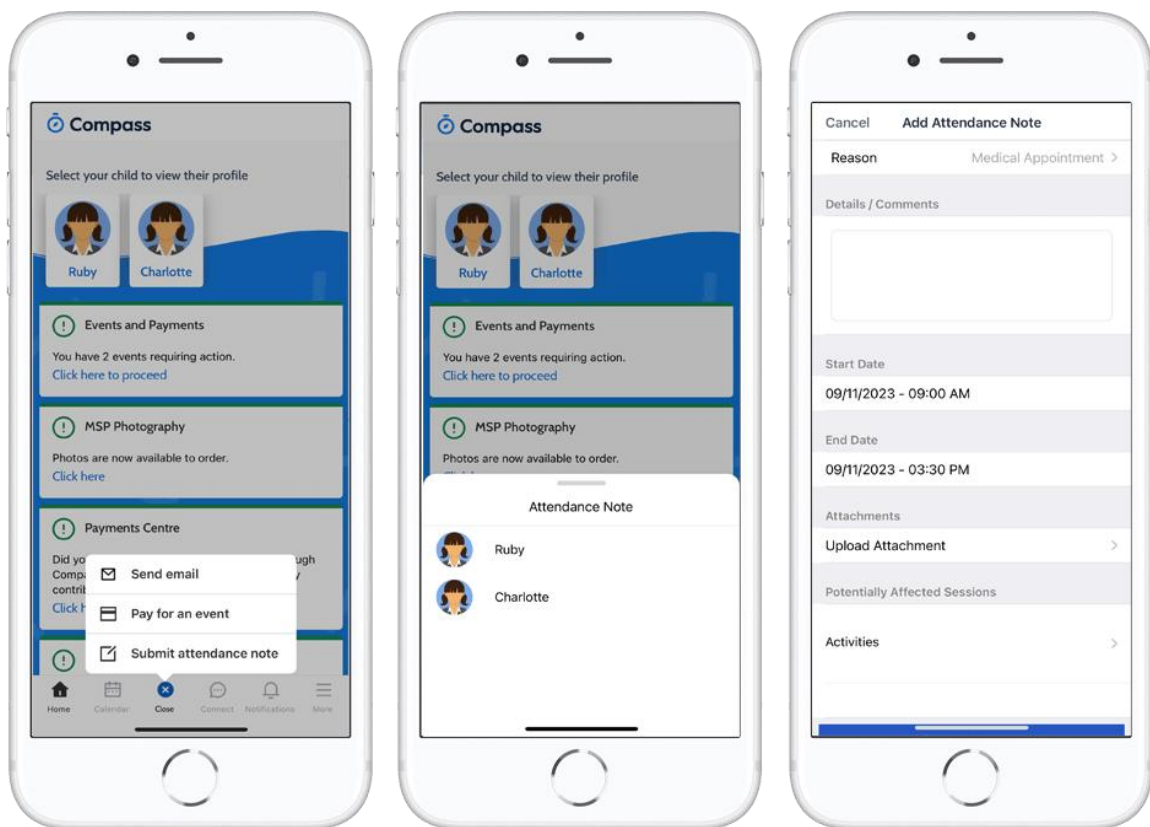 Compass
Select your child to view their profile
Ruby
Charlotte
Events and Payments
You have 2 events requiring action.
Click here to proceed
MSP Photography
Photos are now available to order.
Click here
Payments Centre
Did yo
ugh
Comp
y
contrib
Click h
Send email
Pay for an event
Submit attendance note
Home
Calendar
Close
Connect
Notifications
More
Compass
Select your child to view their profile
Ruby
Charlotte
Events and Payments
You have 2 events requiring action.
Click here to proceed
MSP Photography
Photos are now available to order.
Attendance Note
Ruby
Charlotte
Cancel Add Attendance Note
Reason Medical Appointment >
Details / Comments
Start Date
09/11/2023 - 09:00 AM
End Date
09/11/2023 - 03:30 PM
Attachments
Upload Attachment >
Potentially Affected Sessions
Activities >